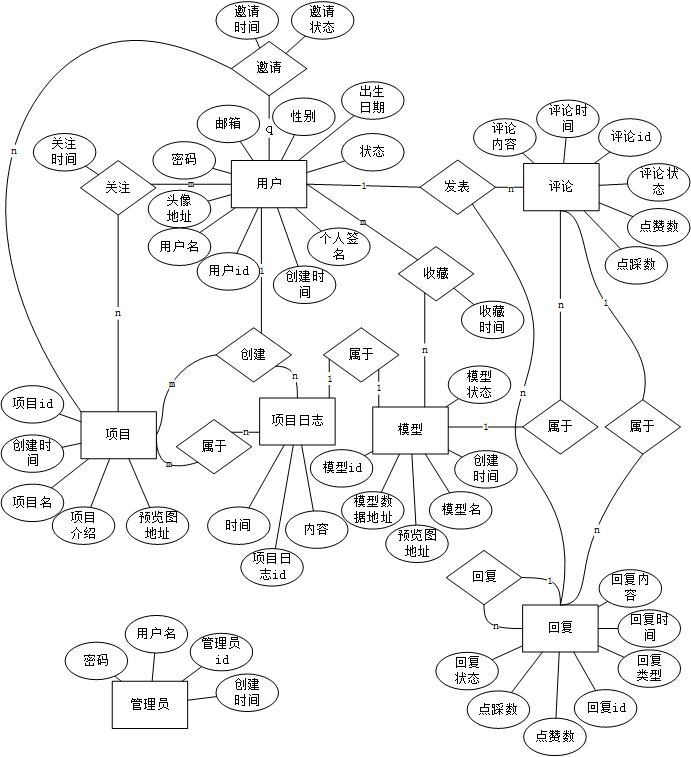 邀请
时间
邀请
状态
邀请
n
q
关注
时间
关注
m
n
邮箱
性别
出生
日期
密码
状态
用户
头像
地址
用户名
用户id
创建时
间
个人签
名
1
发表
n
m
收藏
收藏
时间
n
n
评论
内容
评论时
间
评论id
评论状
态
点赞数
点踩数
评论
n
1
1
创建
m
n
属于
1
1
项目id
创建时
间
项目名
项目
介绍
预览图
地址
项目
属于
n
m
项目日志
时间
项目日
志id
内容
模型
状态
模型
1
属于
属于
n
模型id
模型数
据地址
预览图
地址
模型名
创建
时间
回复
1
n
回复
回复内
容
回复时
间
回复
类型
回复
状态
点踩数
点赞数
回复id
密码
用户名
管理员
id
创建
时间
管理员